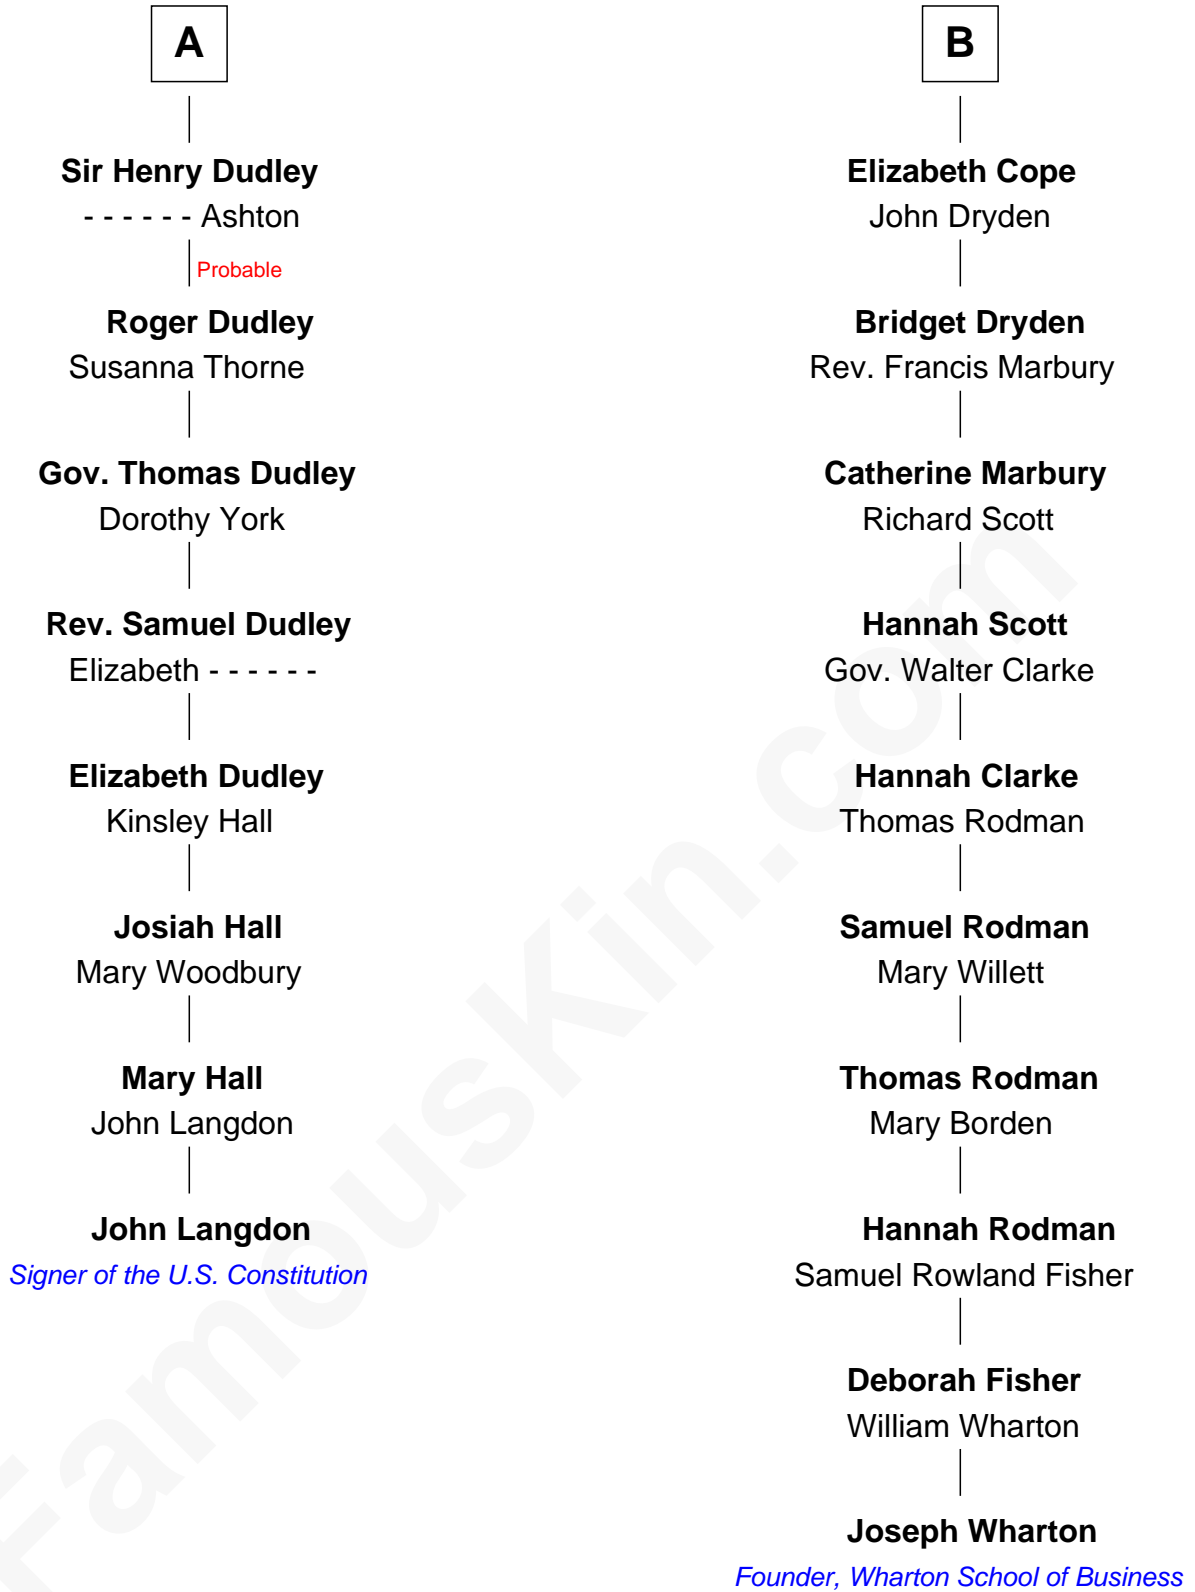 A
Sir Henry Dudley
- - - - - - Ashton
Probable
Roger Dudley
Susanna Thorne
Gov. Thomas Dudley
Dorothy York
Rev. Samuel Dudley
Elizabeth - - - - - -
Elizabeth Dudley
Kinsley Hall
Josiah Hall
Mary Woodbury
Mary Hall
John Langdon
John Langdon
Signer of the U.S. Constitution
B
Elizabeth Cope
John Dryden
Bridget Dryden
Rev. Francis Marbury
Catherine Marbury
Richard Scott
Hannah Scott
Gov. Walter Clarke
Hannah Clarke
Thomas Rodman
Samuel Rodman
Mary Willett
Thomas Rodman
Mary Borden
Hannah Rodman
Samuel Rowland Fisher
Deborah Fisher
William Wharton
Joseph Wharton
Founder, Wharton School of Business
FamousKin.com